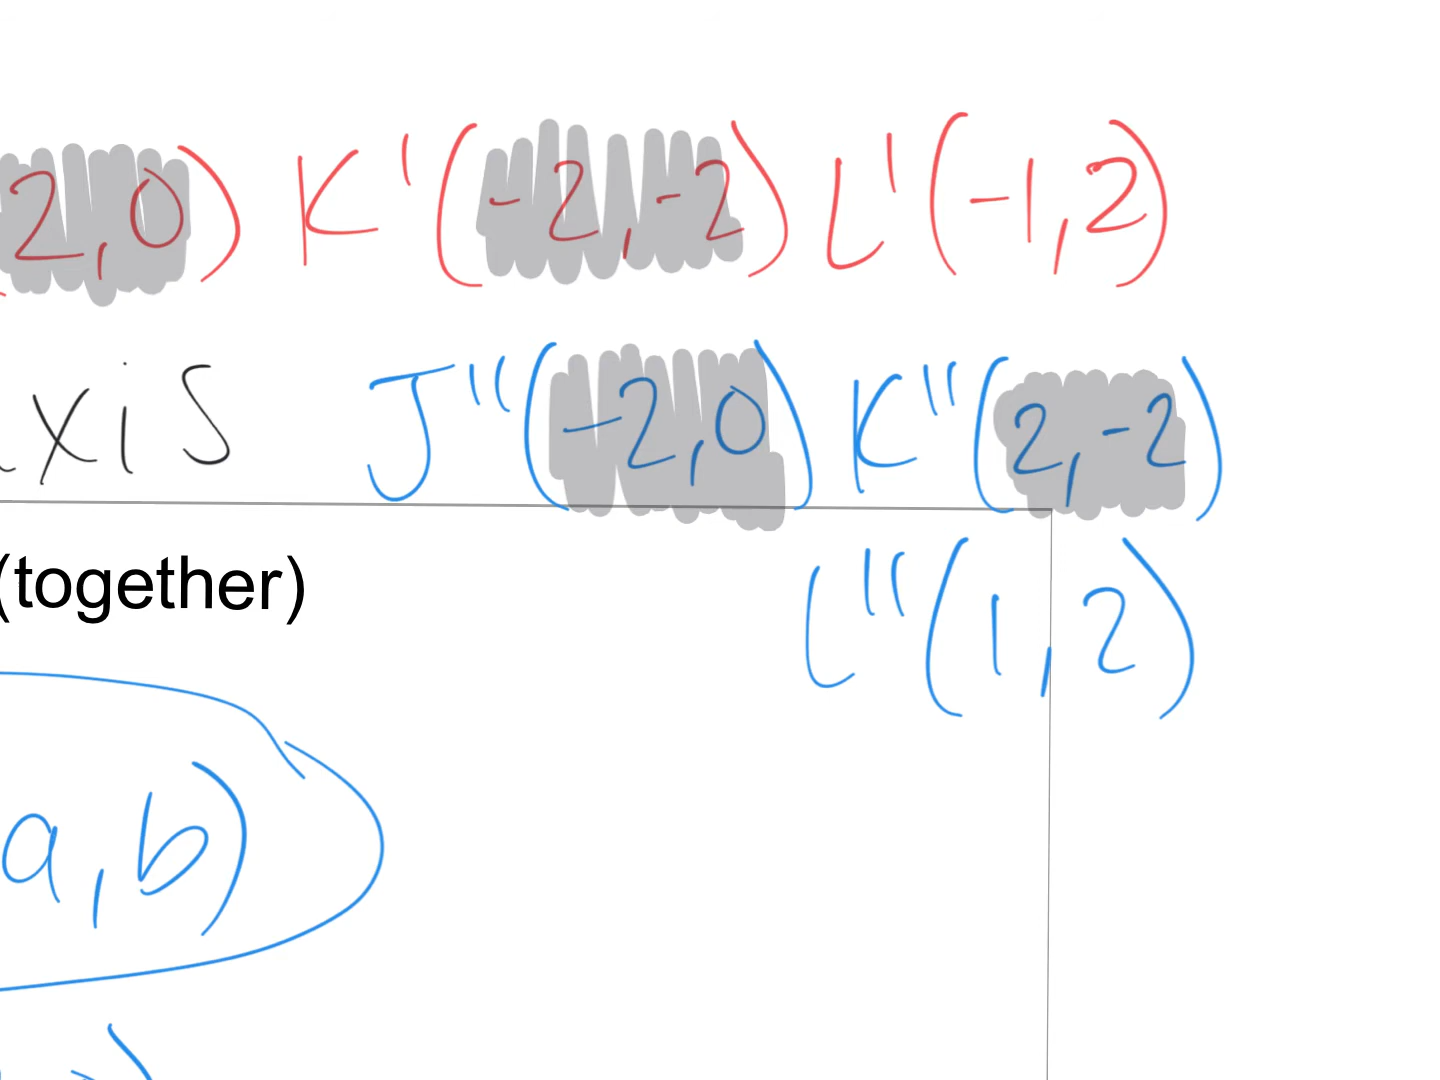 2,0) K'(-2,-2) L'(-1,2)
xis J''(-2,0) K''(2,-2)
(together) L''(1,2)
a,b)